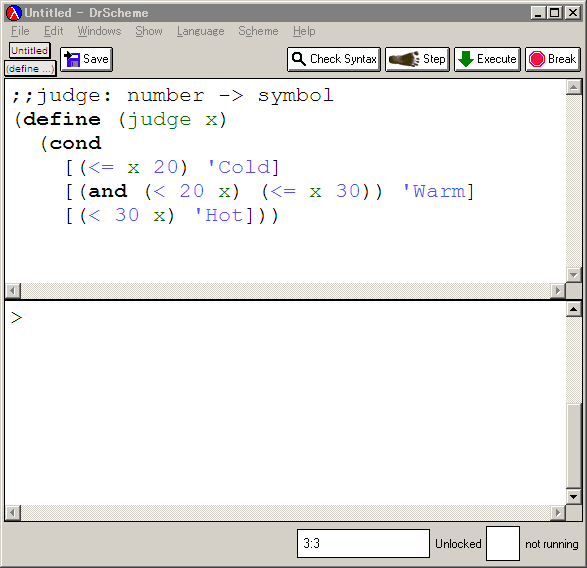 Untitled - DrScheme
File Edit Windows Show Language Scheme Help
Untitled
(define ...)
Save
Check Syntax
Step
Execute
Break
;;judge: number -> symbol
(define (judge x)
  (cond
    [(<= x 20) 'Cold]
    [(and (< 20 x) (<= x 30)) 'Warm]
    [(< 30 x) 'Hot]))
>
3:3
Unlocked
not running